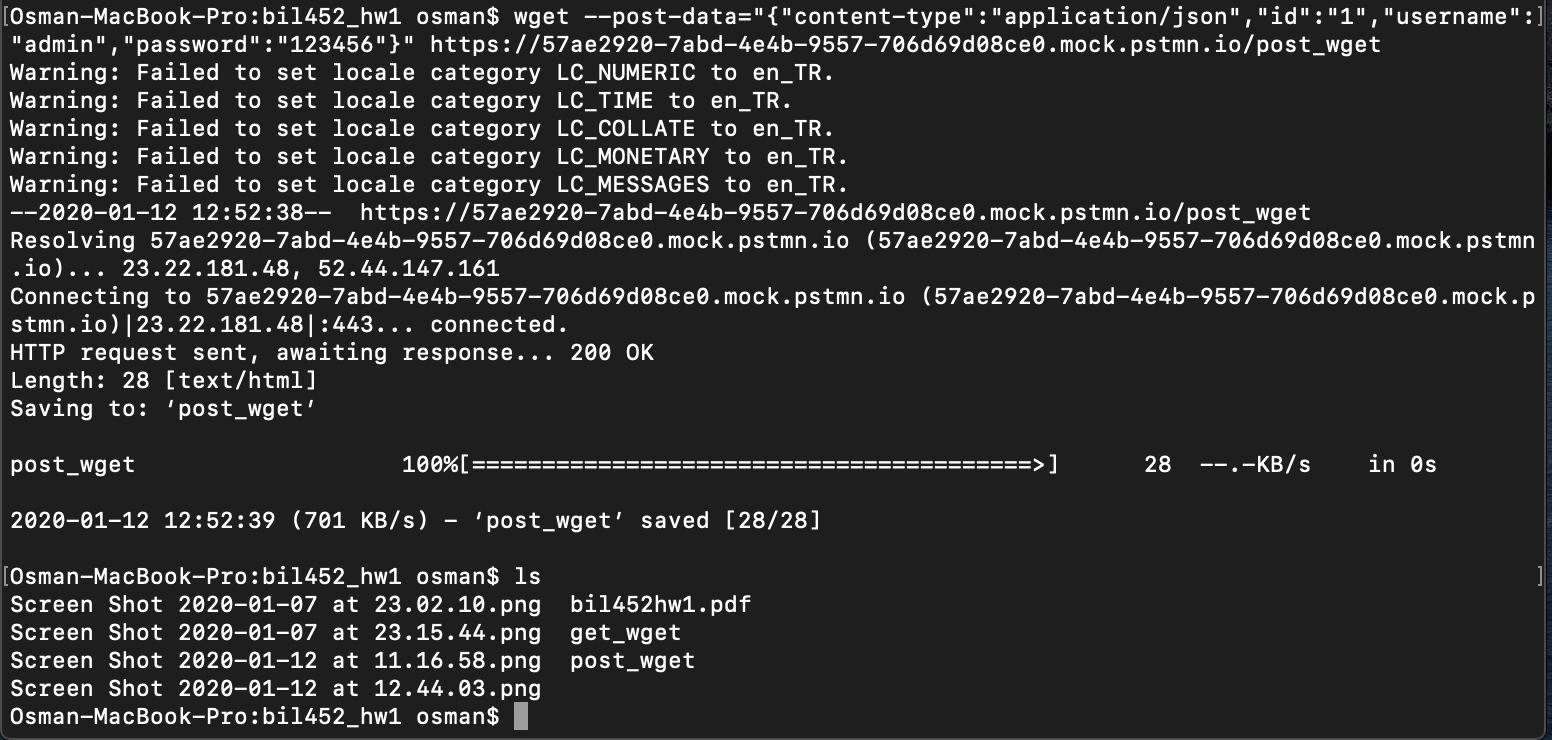 [Osman-MacBook-Pro:bil452_hw1 osman$ wget --post-data="{"content-type":"application/json","id":"1","username":]
"admin","password":"123456"}" https://57ae2920-7abd-4e4b-9557-706d69d08ce0.mock.pstmn.io/post_wget
Warning: Failed to set locale category LC_NUMERIC to en_TR.
Warning: Failed to set locale category LC_TIME to en_TR.
Warning: Failed to set locale category LC_COLLATE to en_TR.
Warning: Failed to set locale category LC_MONETARY to en_TR.
Warning: Failed to set locale category LC_MESSAGES to en_TR.
--2020-01-12 12:52:38--  https://57ae2920-7abd-4e4b-9557-706d69d08ce0.mock.pstmn.io/post_wget
Resolving 57ae2920-7abd-4e4b-9557-706d69d08ce0.mock.pstmn.io (57ae2920-7abd-4e4b-9557-706d69d08ce0.mock.pstmn
.io)... 23.22.181.48, 52.44.147.161
Connecting to 57ae2920-7abd-4e4b-9557-706d69d08ce0.mock.pstmn.io (57ae2920-7abd-4e4b-9557-706d69d08ce0.mock.p
stmn.io)|23.22.181.48|:443... connected.
HTTP request sent, awaiting response... 200 OK
Length: 28 [text/html]
Saving to: ‘post_wget’
post_wget                   100%[========================================>]      28  --.-KB/s    in 0s
2020-01-12 12:52:39 (701 KB/s) - ‘post_wget’ saved [28/28]
[Osman-MacBook-Pro:bil452_hw1 osman$ ls ]
Screen Shot 2020-01-07 at 23.02.10.png  bil452hw1.pdf
Screen Shot 2020-01-07 at 23.15.44.png  get_wget
Screen Shot 2020-01-12 at 11.16.58.png  post_wget
Screen Shot 2020-01-12 at 12.44.03.png
Osman-MacBook-Pro:bil452_hw1 osman$